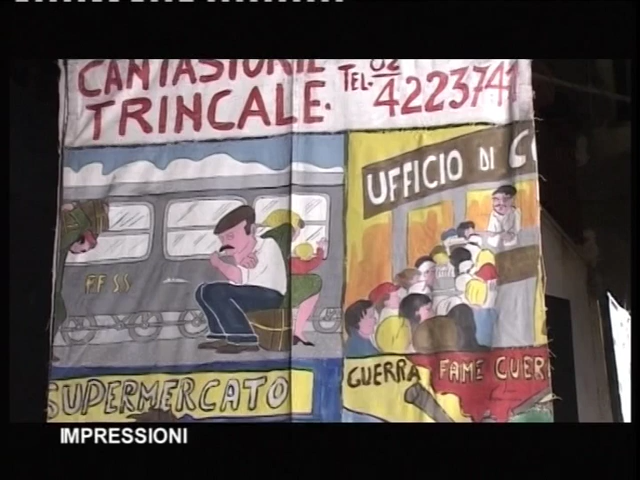 CANTASTORIE
TRINCALE.
TEL. 02
4223741
UFFICIO DI
FF SS
SUPERMERCATO
GUERRA FAME GUER
IMPRESSIONI